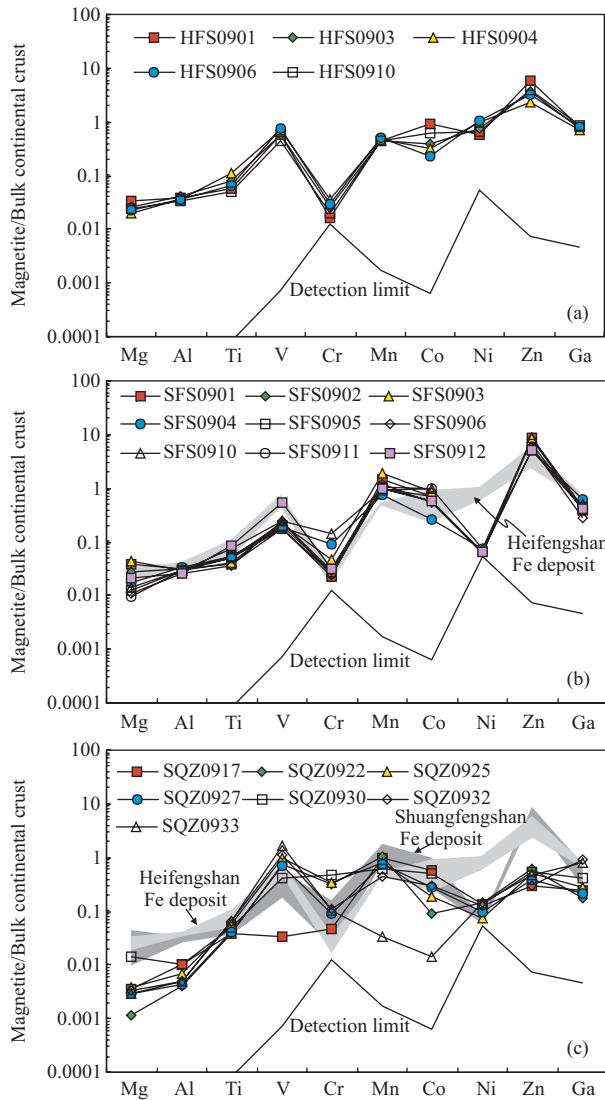 Magnetite/Bulk continental crust
100
10
1
0.1
0.01
0.001
0.0001
HFS0901 HFS0903 HFS0904
HFS0906 HFS0910
Detection limit
(a)
Mg Al Ti V Cr Mn Co Ni Zn Ga
Magnetite/Bulk continental crust
100
10
1
0.1
0.01
0.001
0.0001
SFS0901 SFS0902 SFS0903
SFS0904 SFS0905 SFS0906
SFS0910 SFS0911 SFS0912
Heifengshan
Fe deposit
Detection limit
(b)
Mg Al Ti V Cr Mn Co Ni Zn Ga
Magnetite/Bulk continental crust
100
10
1
0.1
0.01
0.001
0.0001
SQZ0917 SQZ0922 SQZ0925
SQZ0927 SQZ0930 SQZ0932
SQZ0933
Shuangfengshan
Fe deposit
Heifengshan
Fe deposit
Detection limit
(c)
Mg Al Ti V Cr Mn Co Ni Zn Ga